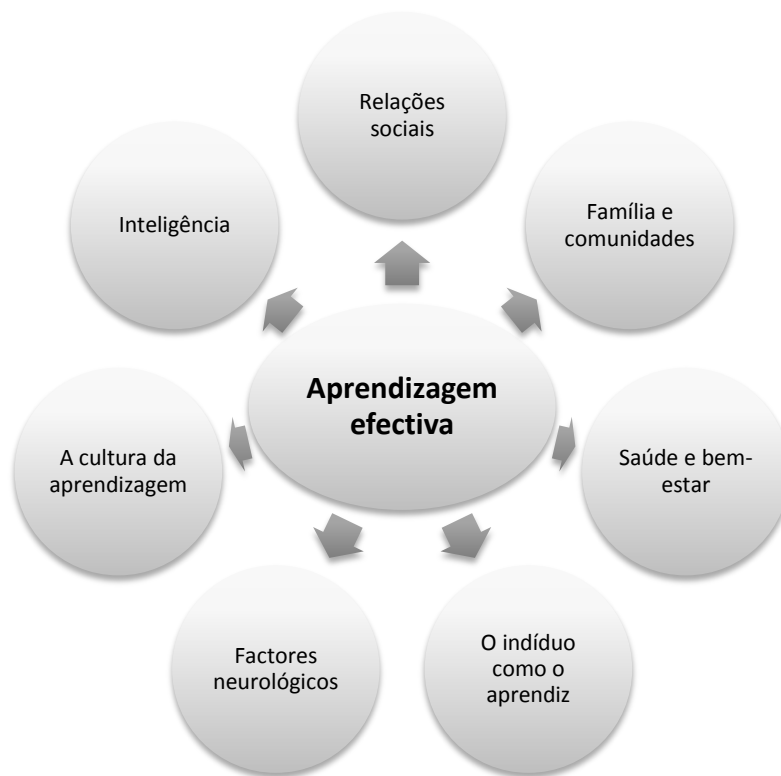 Relações
sociais
Família e
comunidades
Saúde e bem-
estar
O indíduo
como o
aprendiz
Factores
neurológicos
A cultura da
aprendizagem
Inteligência
Aprendizagem
efectiva